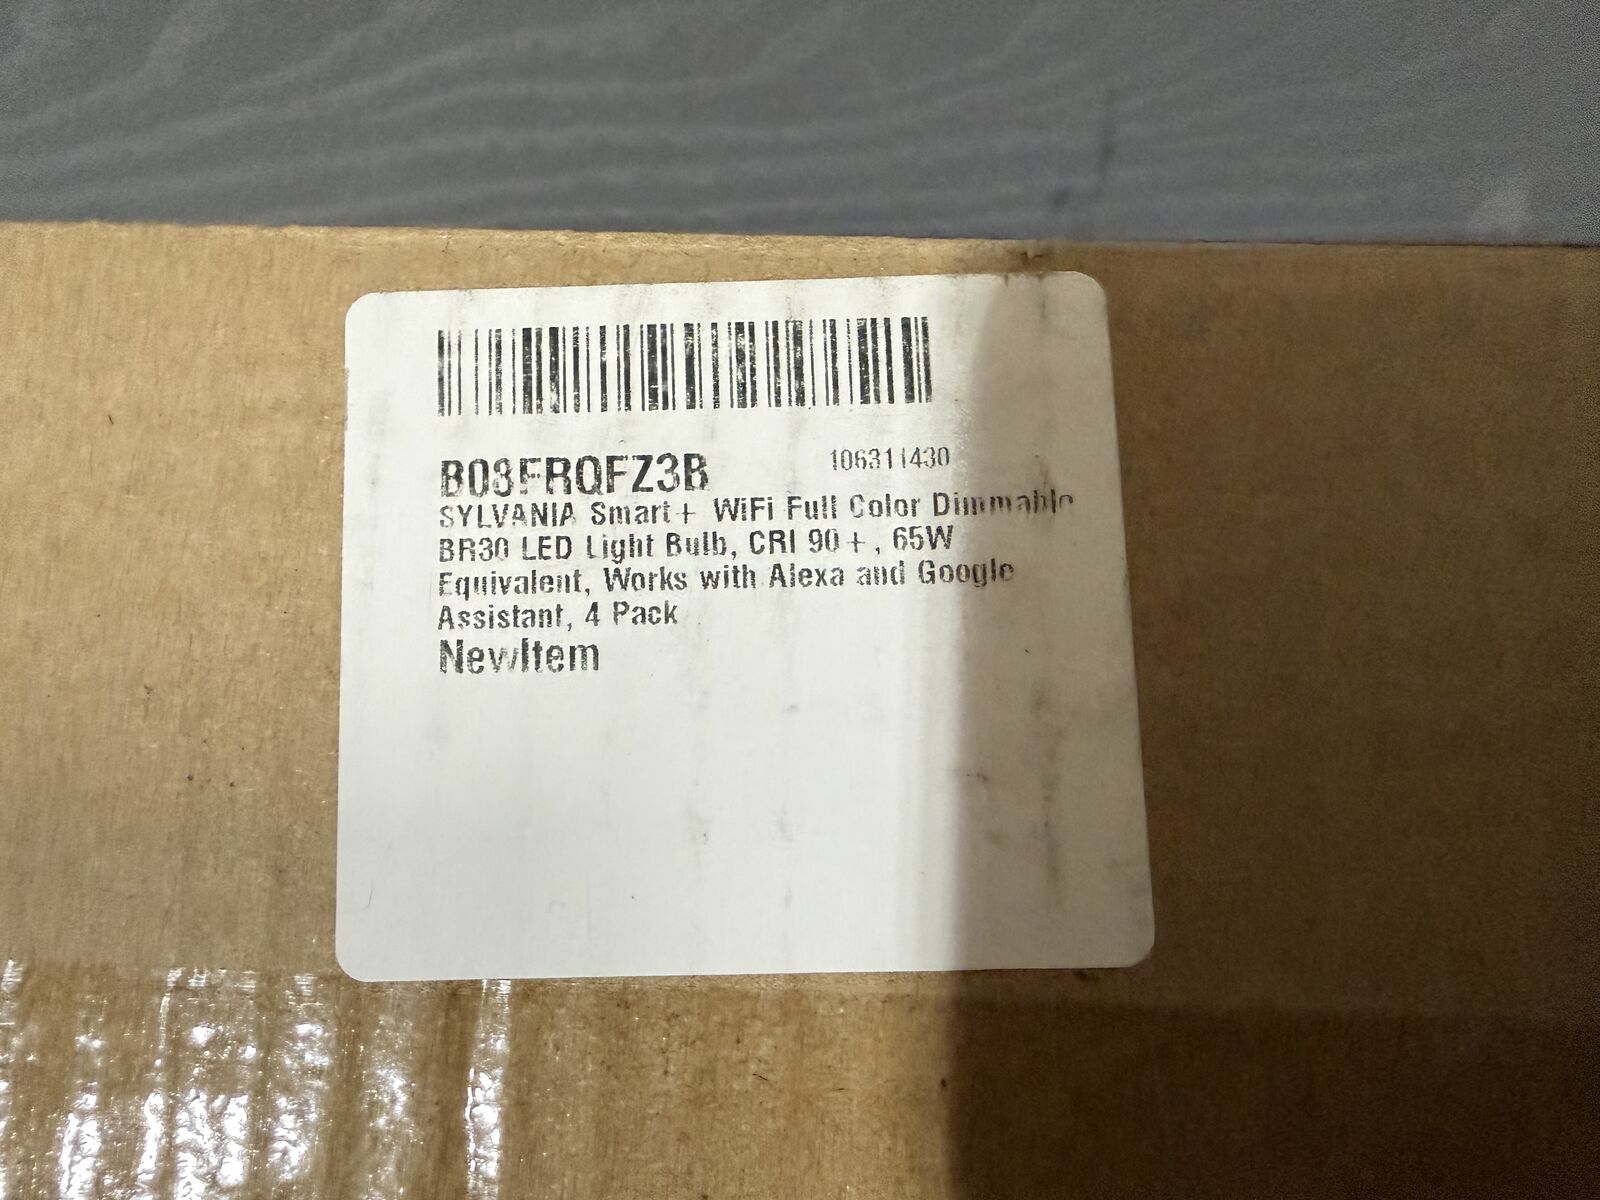 B08FRQFZ3B 106311430
SYLVANIA Smart+ WiFi Full Color Dimmable
BR30 LED Light Bulb, CRI 90+, 65W
Equivalent, Works with Alexa and Google
Assistant, 4 Pack
NewItem